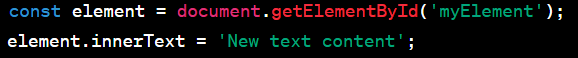 const element = document.getElementById('myElement');
element.innerText = 'New text content';